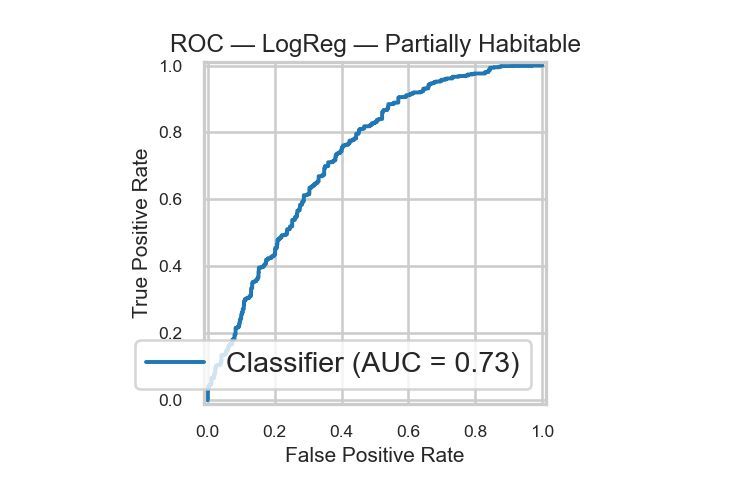 ROC — LogReg — Partially Habitable
1.0
0.8
0.6
0.4
0.2
0.0
True Positive Rate
Classifier (AUC = 0.73)
0.0 0.2 0.4 0.6 0.8 1.0
False Positive Rate